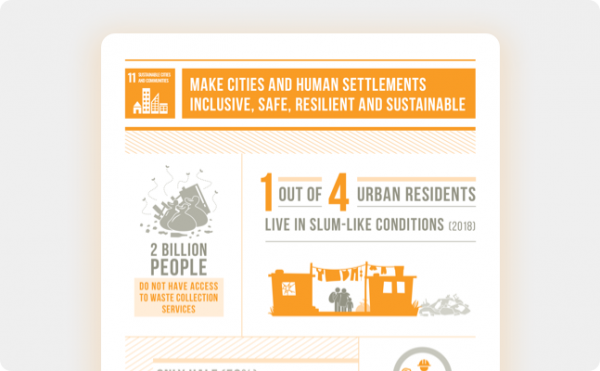 11 SUSTAINABLE CITIES
AND COMMUNITIES
MAKE CITIES AND HUMAN SETTLEMENTS
INCLUSIVE, SAFE, RESILIENT AND SUSTAINABLE
1 OUT OF 4 URBAN RESIDENTS
LIVE IN SLUM-LIKE CONDITIONS (2018)
2 BILLION
PEOPLE
DO NOT HAVE ACCESS
TO WASTE COLLECTION
SERVICES